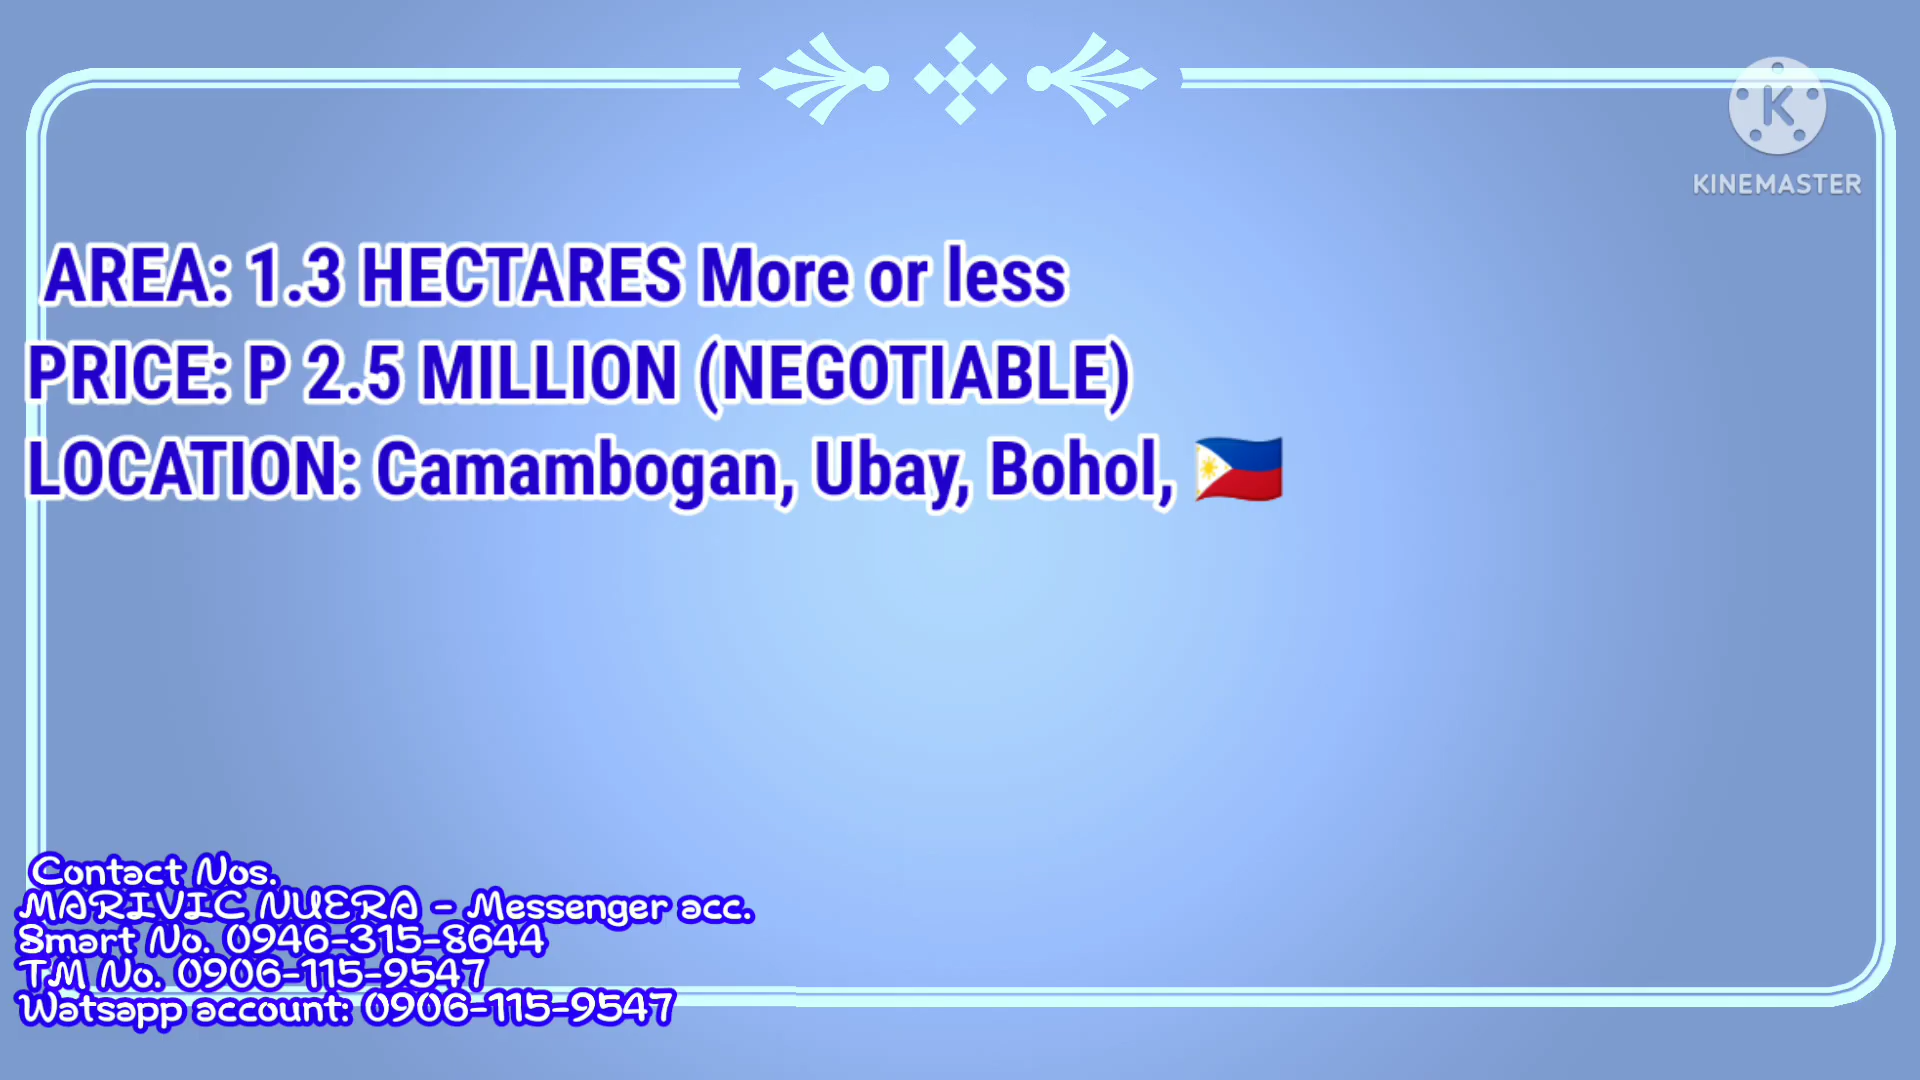 KINEMASTER
AREA: 1.3 HECTARES More or less
PRICE: P 2.5 MILLION (NEGOTIABLE)
LOCATION: Camambogan, Ubay, Bohol, 🇵🇭
Contact Nos.
MARIVIC NUERA - Messenger acc.
Smart No. 0946-315-8644
TM No. 0906-115-9547
Watsapp account: 0906-115-9547